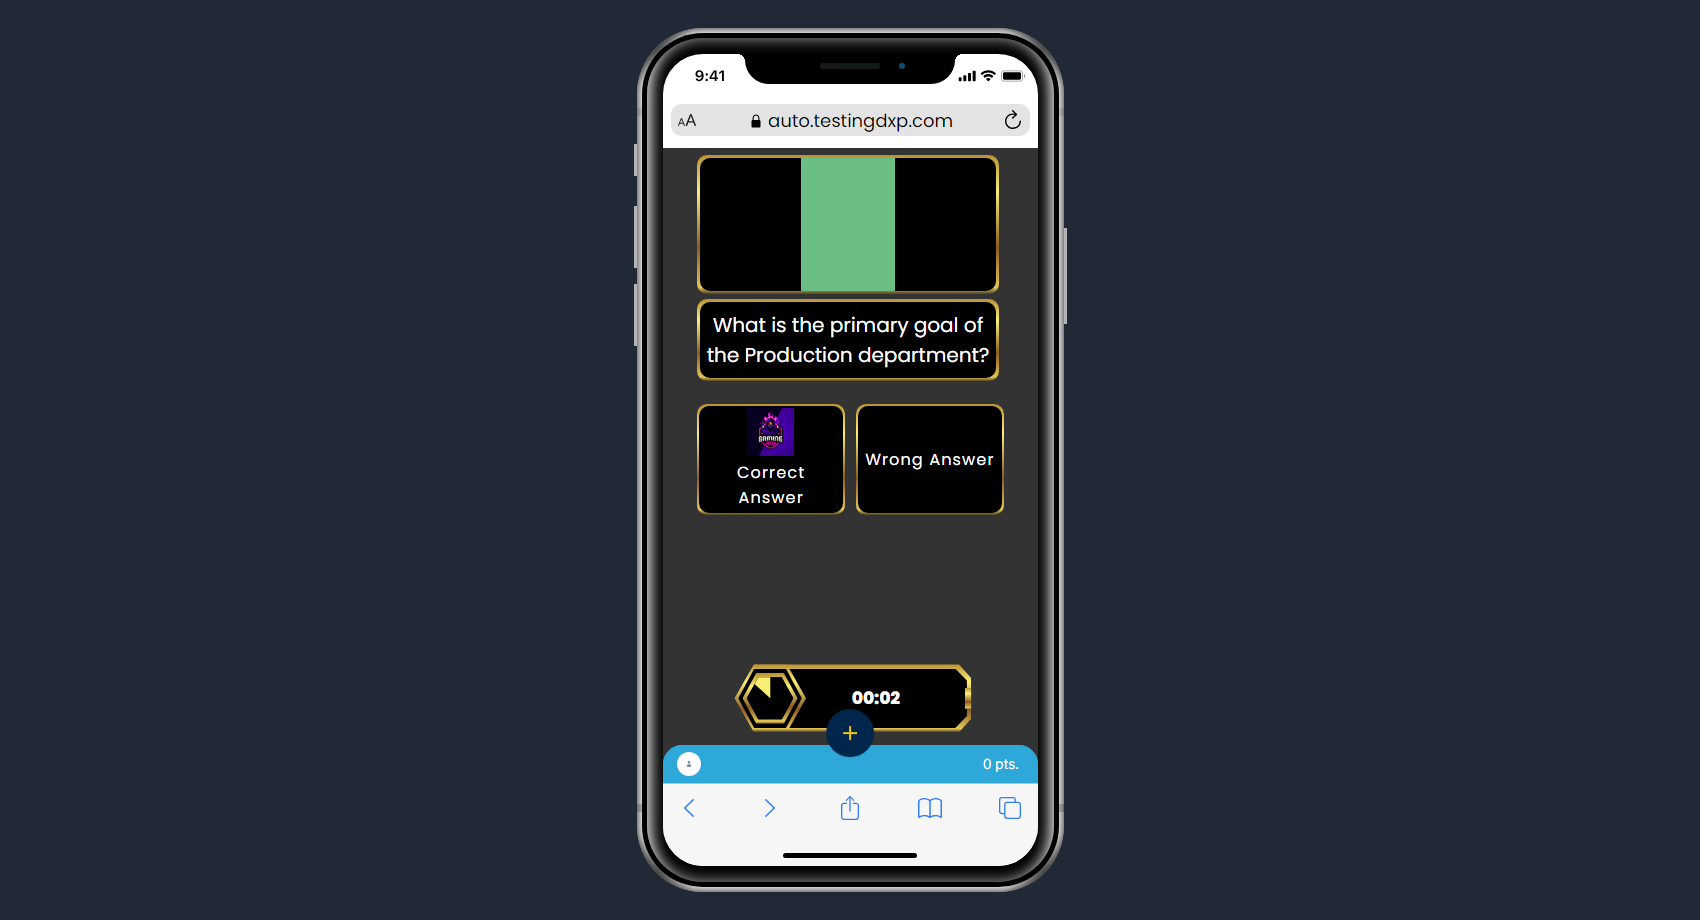 9:41
AA auto.testingdxp.com
What is the primary goal of
the Production department?
GAMING
Correct
Answer
Wrong Answer
00:02
+
0 pts.